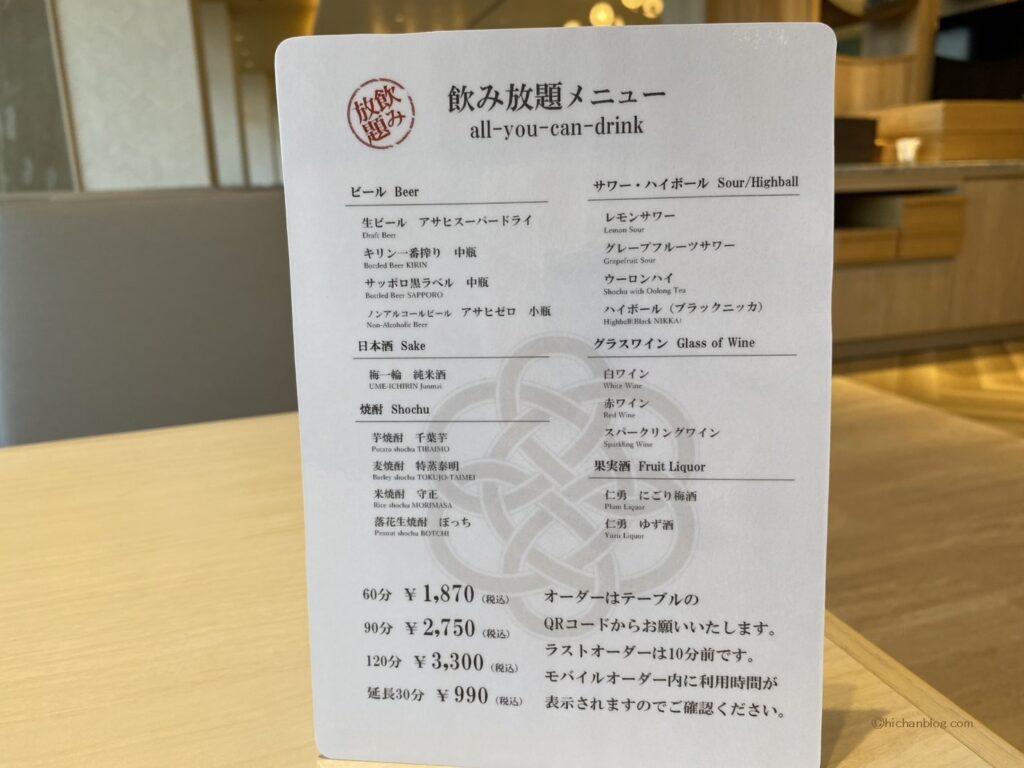 飲み
放題
飲み放題メニュー
all-you-can-drink
ビール Beer
生ビール アサヒスーパードライ
Draft Beer
キリン一番搾り 中瓶
Bottled Beer KIRIN
サッポロ黒ラベル 中瓶
Bottled Beer SAPPORO
ノンアルコールビール アサヒゼロ 小瓶
Non-Alcoholic Beer
日本酒 Sake
梅一輪 純米酒
UME-ICHIRIN Junmai
焼酎 Shochu
芋焼酎 千葉芋
Potato shochu TIBAIMO
麦焼酎 特蒸泰明
Barley shochu TOKUJO-TAIMEI
米焼酎 守正
Rice shochu MORIMASA
落花生焼酎 ぼっち
Peanut shochu BOTCHI
サワー・ハイボール Sour/Highball
レモンサワー
Lemon Sour
グレープフルーツサワー
Grapefruit Sour
ウーロンハイ
Shochu with Oolong Tea
ハイボール（ブラックニッカ）
Highball(Black NIKKA)
グラスワイン Glass of Wine
白ワイン
White Wine
赤ワイン
Red Wine
スパークリングワイン
Sparkling Wine
果実酒 Fruit Liquor
仁勇 にごり梅酒
Plum Liquor
仁勇 ゆず酒
Yuzu Liquor
60分 ￥1,870（税込）
90分 ￥2,750（税込）
120分 ￥3,300（税込）
延長30分 ￥990（税込）
オーダーはテーブルの
QRコードからお願いいたします。
ラストオーダーは10分前です。
モバイルオーダー内に利用時間が
表示されますのでご確認ください。
©hichanblog.com